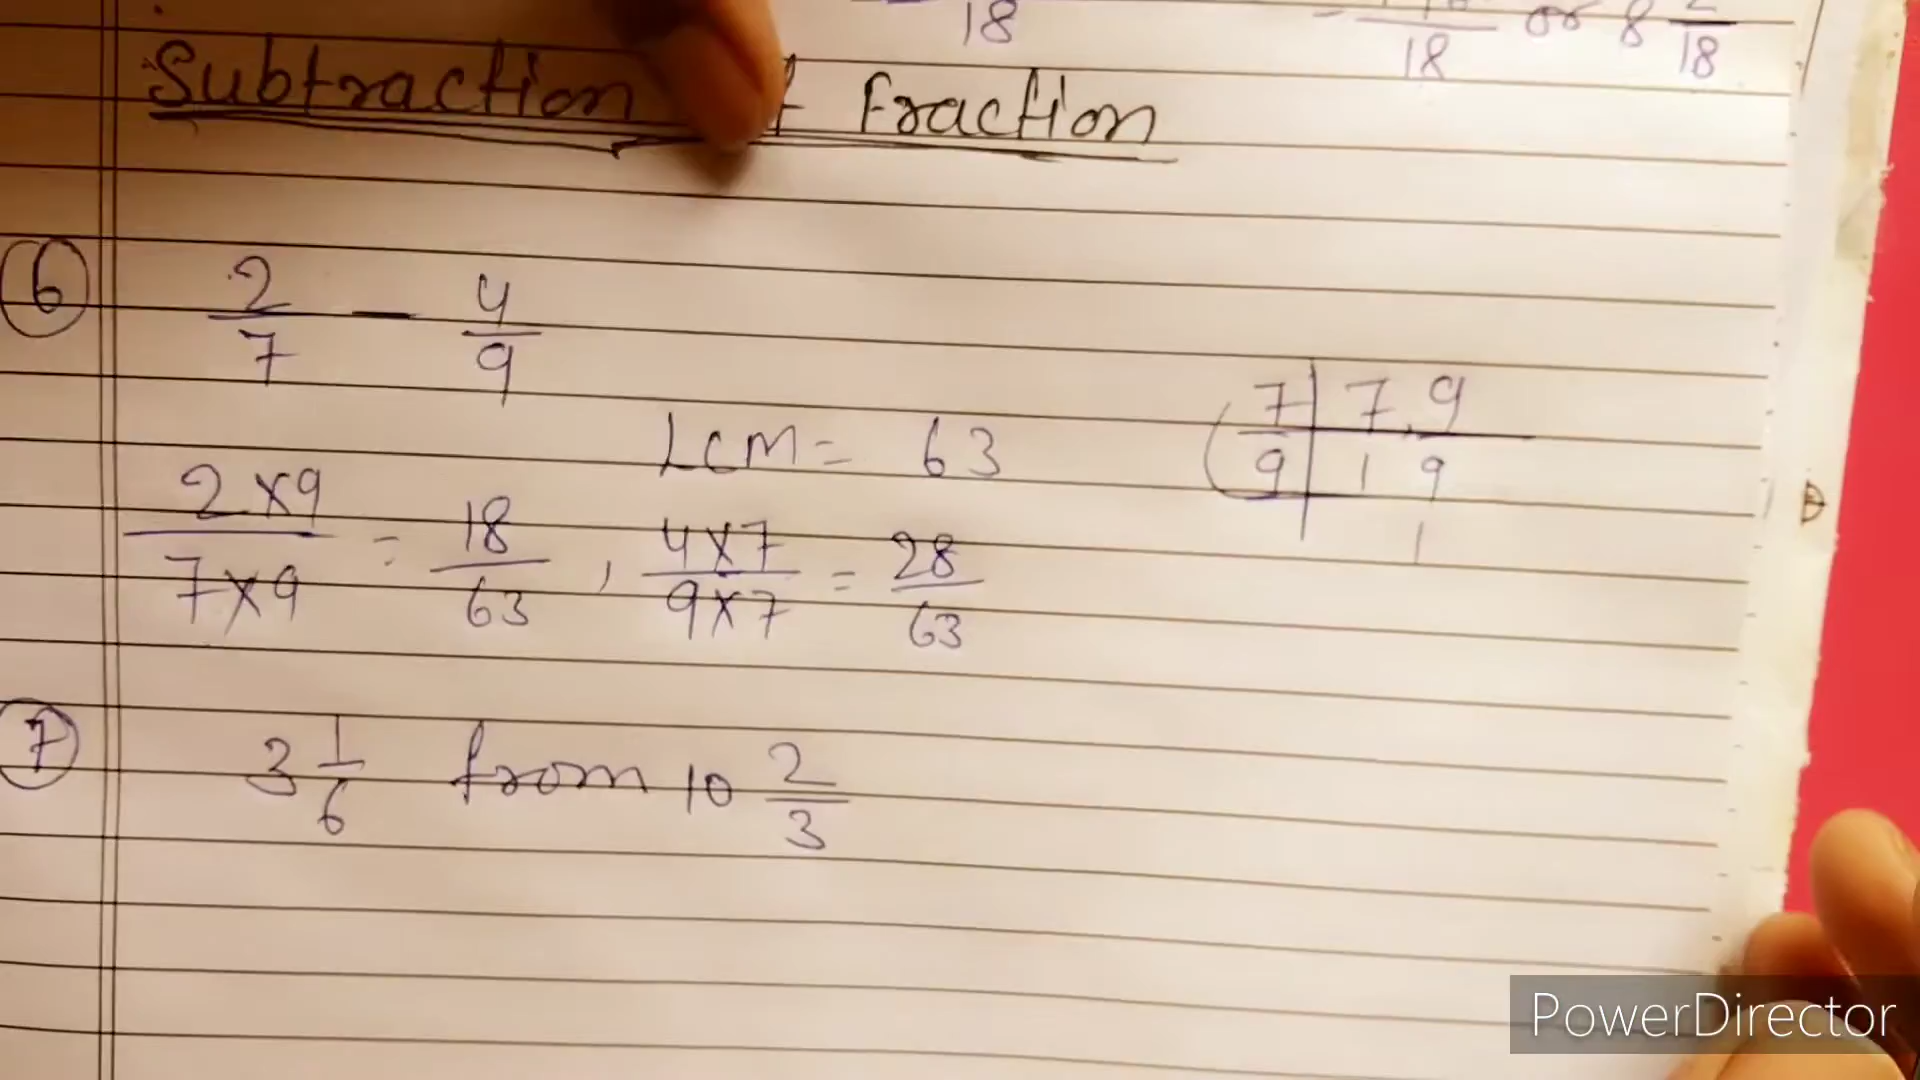 18 18 or 8 18
Subtraction Fraction
6 2/7 - 4/9
7 | 7, 9
LCM = 63 9 | 1 9
1
2×9/7×9 = 18/63 , 4×7/9×7 = 28/63
7 3 1/6 from 10 2/3
PowerDirector